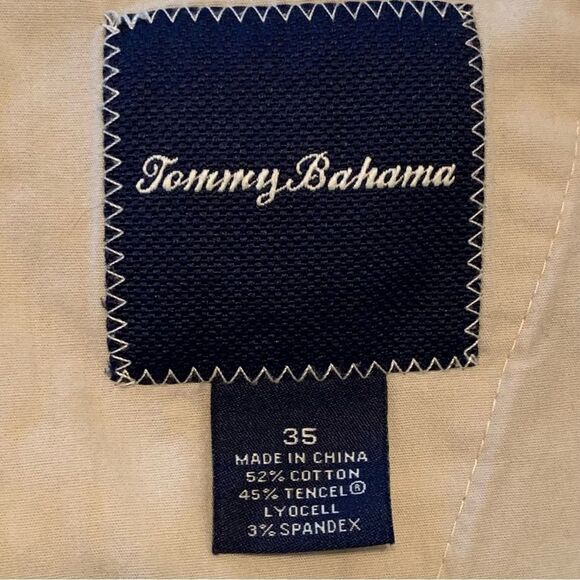 Tommy Bahama
35
MADE IN CHINA
52% COTTON
45% TENCEL®
LYOCELL
3% SPANDEX